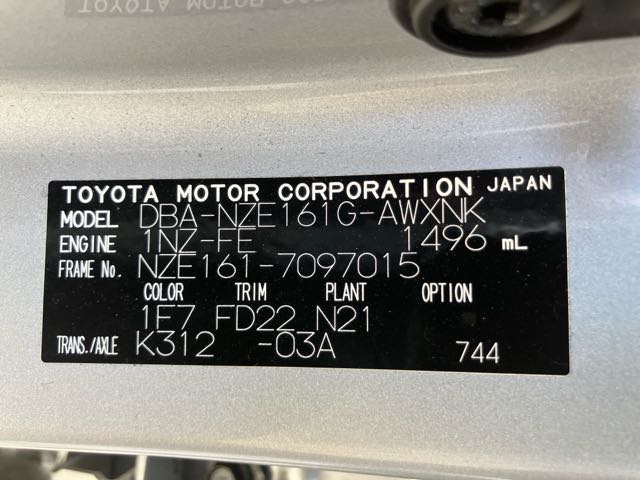 TOYOTA MOTOR CORPORATION JAPAN
MODEL DBA-NZE161G-AWXNK
ENGINE 1NZ-FE 1496 mL
FRAME No. NZE161-7097015
COLOR TRIM PLANT OPTION
1F7 FD22 N21
TRANS./AXLE K312 -03A 744